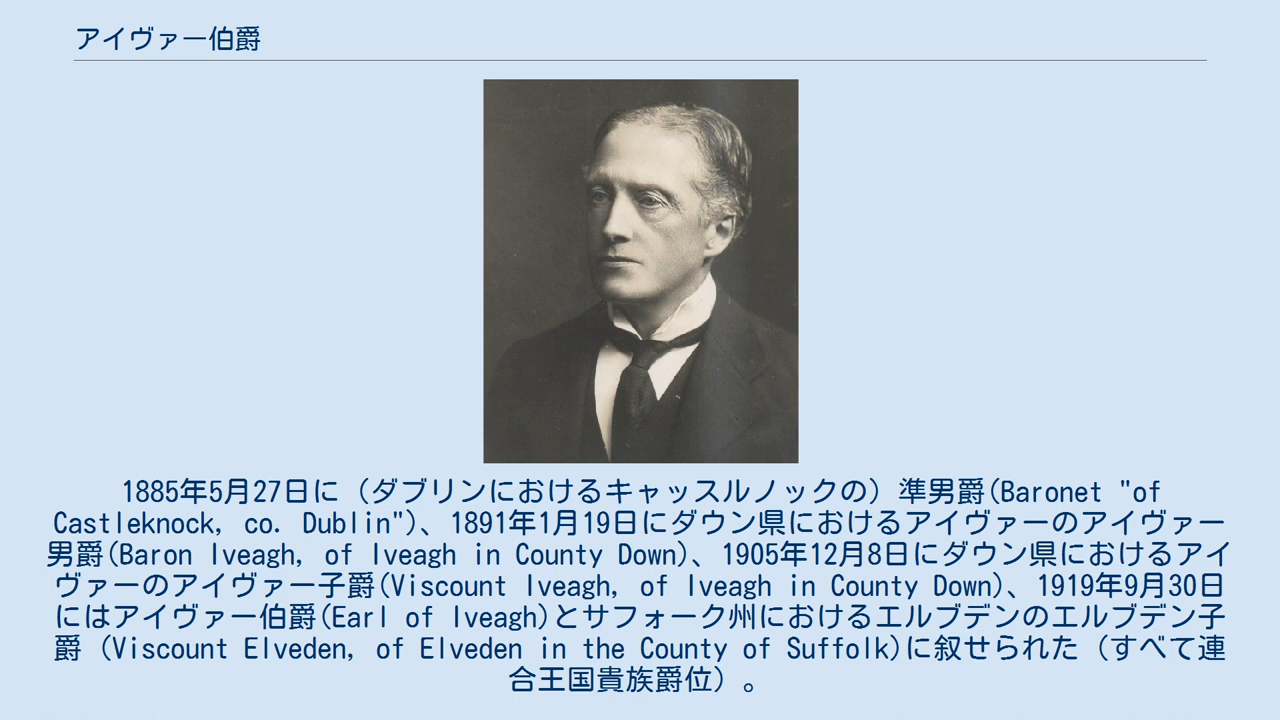 アイヴァー伯爵
1885年5月27日に（ダブリンにおけるキャッスルノックの）準男爵(Baronet "of
Castleknock, co. Dublin")、1891年1月19日にダウン県におけるアイヴァーのアイヴァー
男爵(Baron Iveagh, of Iveagh in County Down)、1905年12月8日にダウン県におけるアイ
ヴァーのアイヴァー子爵(Viscount Iveagh, of Iveagh in County Down)、1919年9月30日
にはアイヴァー伯爵(Earl of Iveagh)とサフォーク州におけるエルブデンのエルブデン子
爵（Viscount Elveden, of Elveden in the County of Suffolk)に叙せられた（すべて連
合王国貴族爵位）。